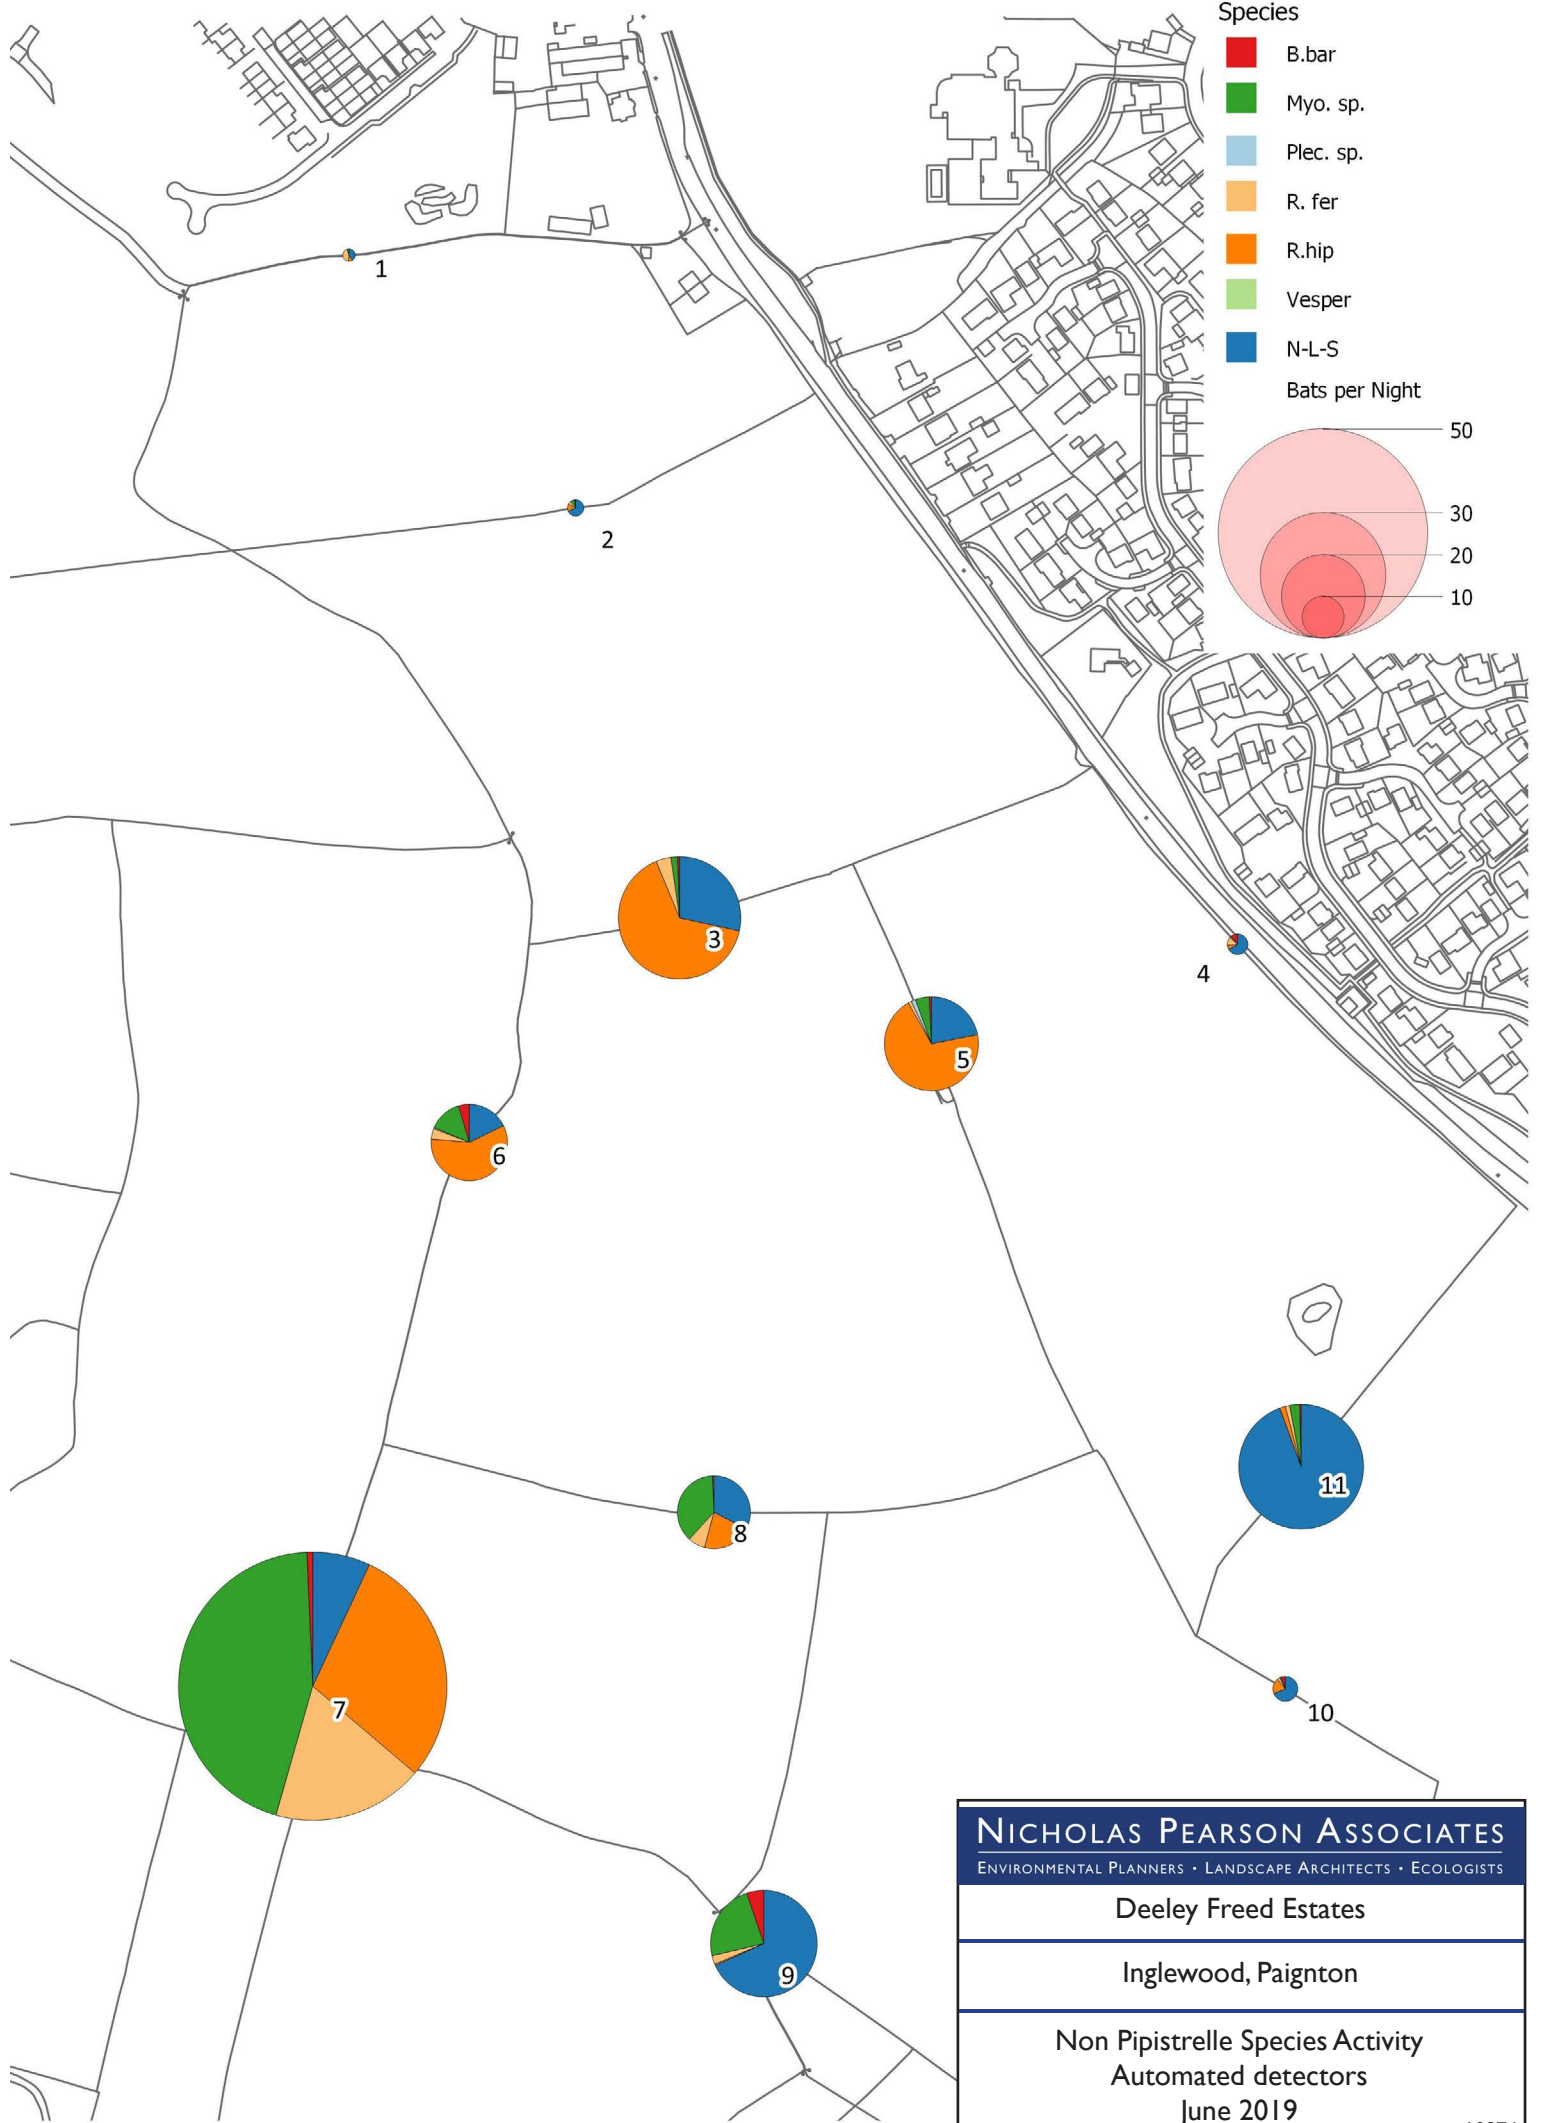 Species
B.bar
Myo. sp.
Plec. sp.
R. fer
R.hip
Vesper
N-L-S
Bats per Night
50
30
20
10
1
2
3
4
5
6
7
8
9
10
11
NICHOLAS PEARSON ASSOCIATES
ENVIRONMENTAL PLANNERS • LANDSCAPE ARCHITECTS • ECOLOGISTS
Deeley Freed Estates
Inglewood, Paignton
Non Pipistrelle Species Activity
Automated detectors
June 2019